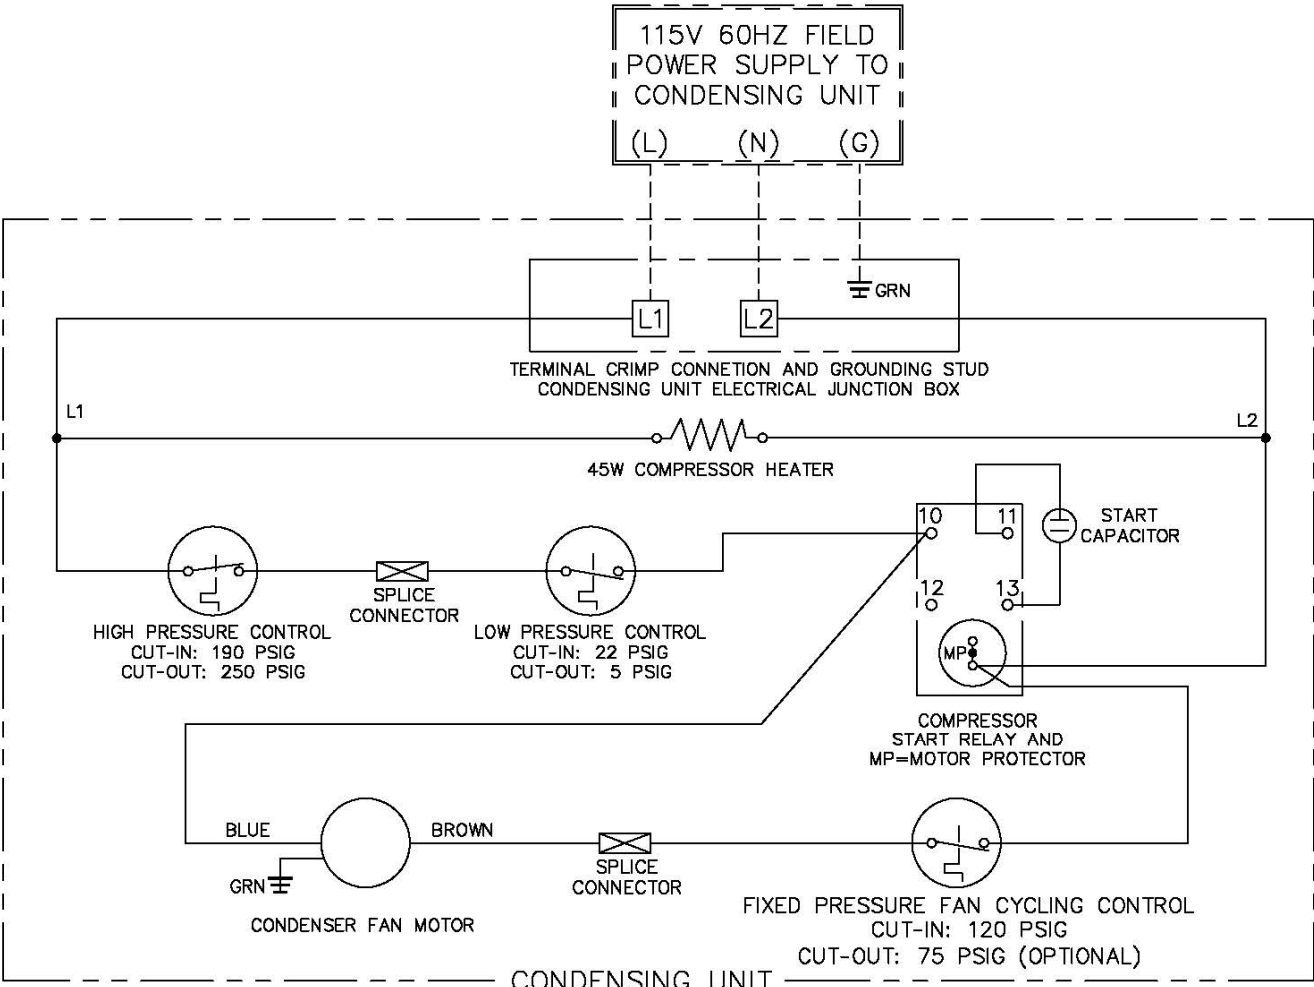 115V 60HZ FIELD
POWER SUPPLY TO
CONDENSING UNIT
(L) (N) (G)
GRN
L1 L2
TERMINAL CRIMP CONNETION AND GROUNDING STUD
CONDENSING UNIT ELECTRICAL JUNCTION BOX
L1
L2
45W COMPRESSOR HEATER
10 11
START
CAPACITOR
12 13
SPLICE
CONNECTOR
HIGH PRESSURE CONTROL
CUT-IN: 190 PSIG
CUT-OUT: 250 PSIG
LOW PRESSURE CONTROL
CUT-IN: 22 PSIG
CUT-OUT: 5 PSIG
MP
COMPRESSOR
START RELAY AND
MP=MOTOR PROTECTOR
BLUE
BROWN
GRN
SPLICE
CONNECTOR
CONDENSER FAN MOTOR
FIXED PRESSURE FAN CYCLING CONTROL
CUT-IN: 120 PSIG
CUT-OUT: 75 PSIG (OPTIONAL)
CONDENSING UNIT